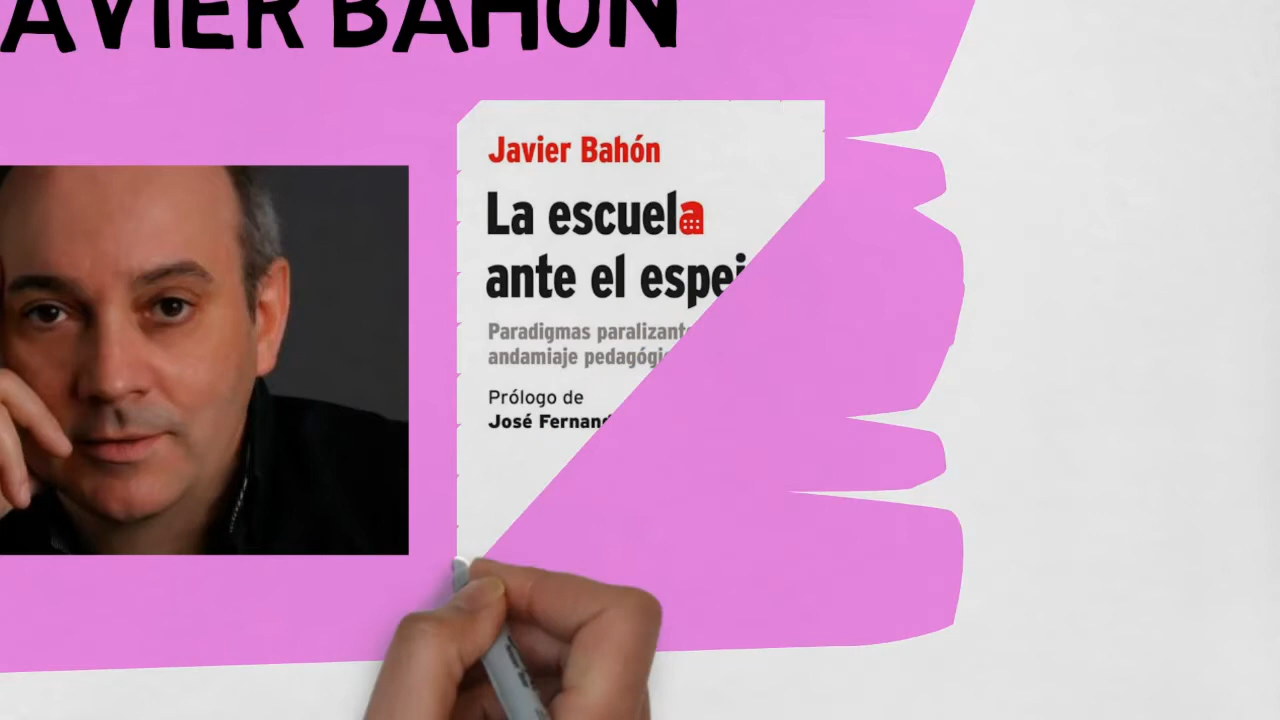 AVIER BAHÓN
Javier Bahón
La escuela
ante el espej
Paradigmas paralizant
andamiaje pedagógi
Prólogo de
José Fernan